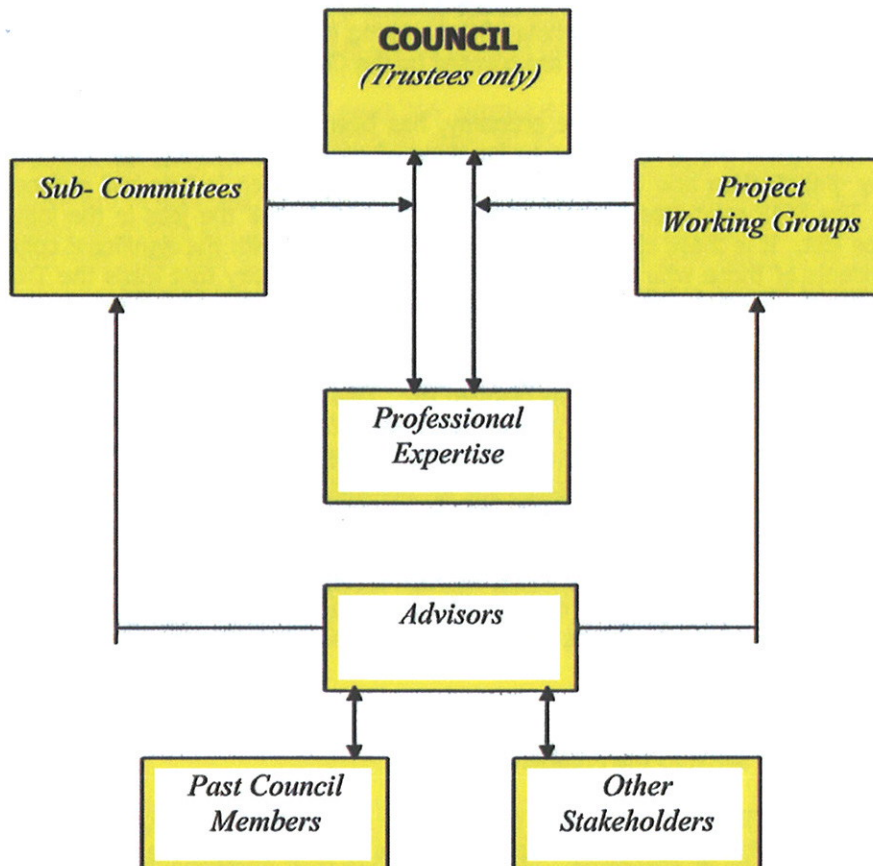 COUNCIL
(Trustees only)
Sub- Committees
Project
Working Groups
Professional
Expertise
Advisors
Past Council
Members
Other
Stakeholders